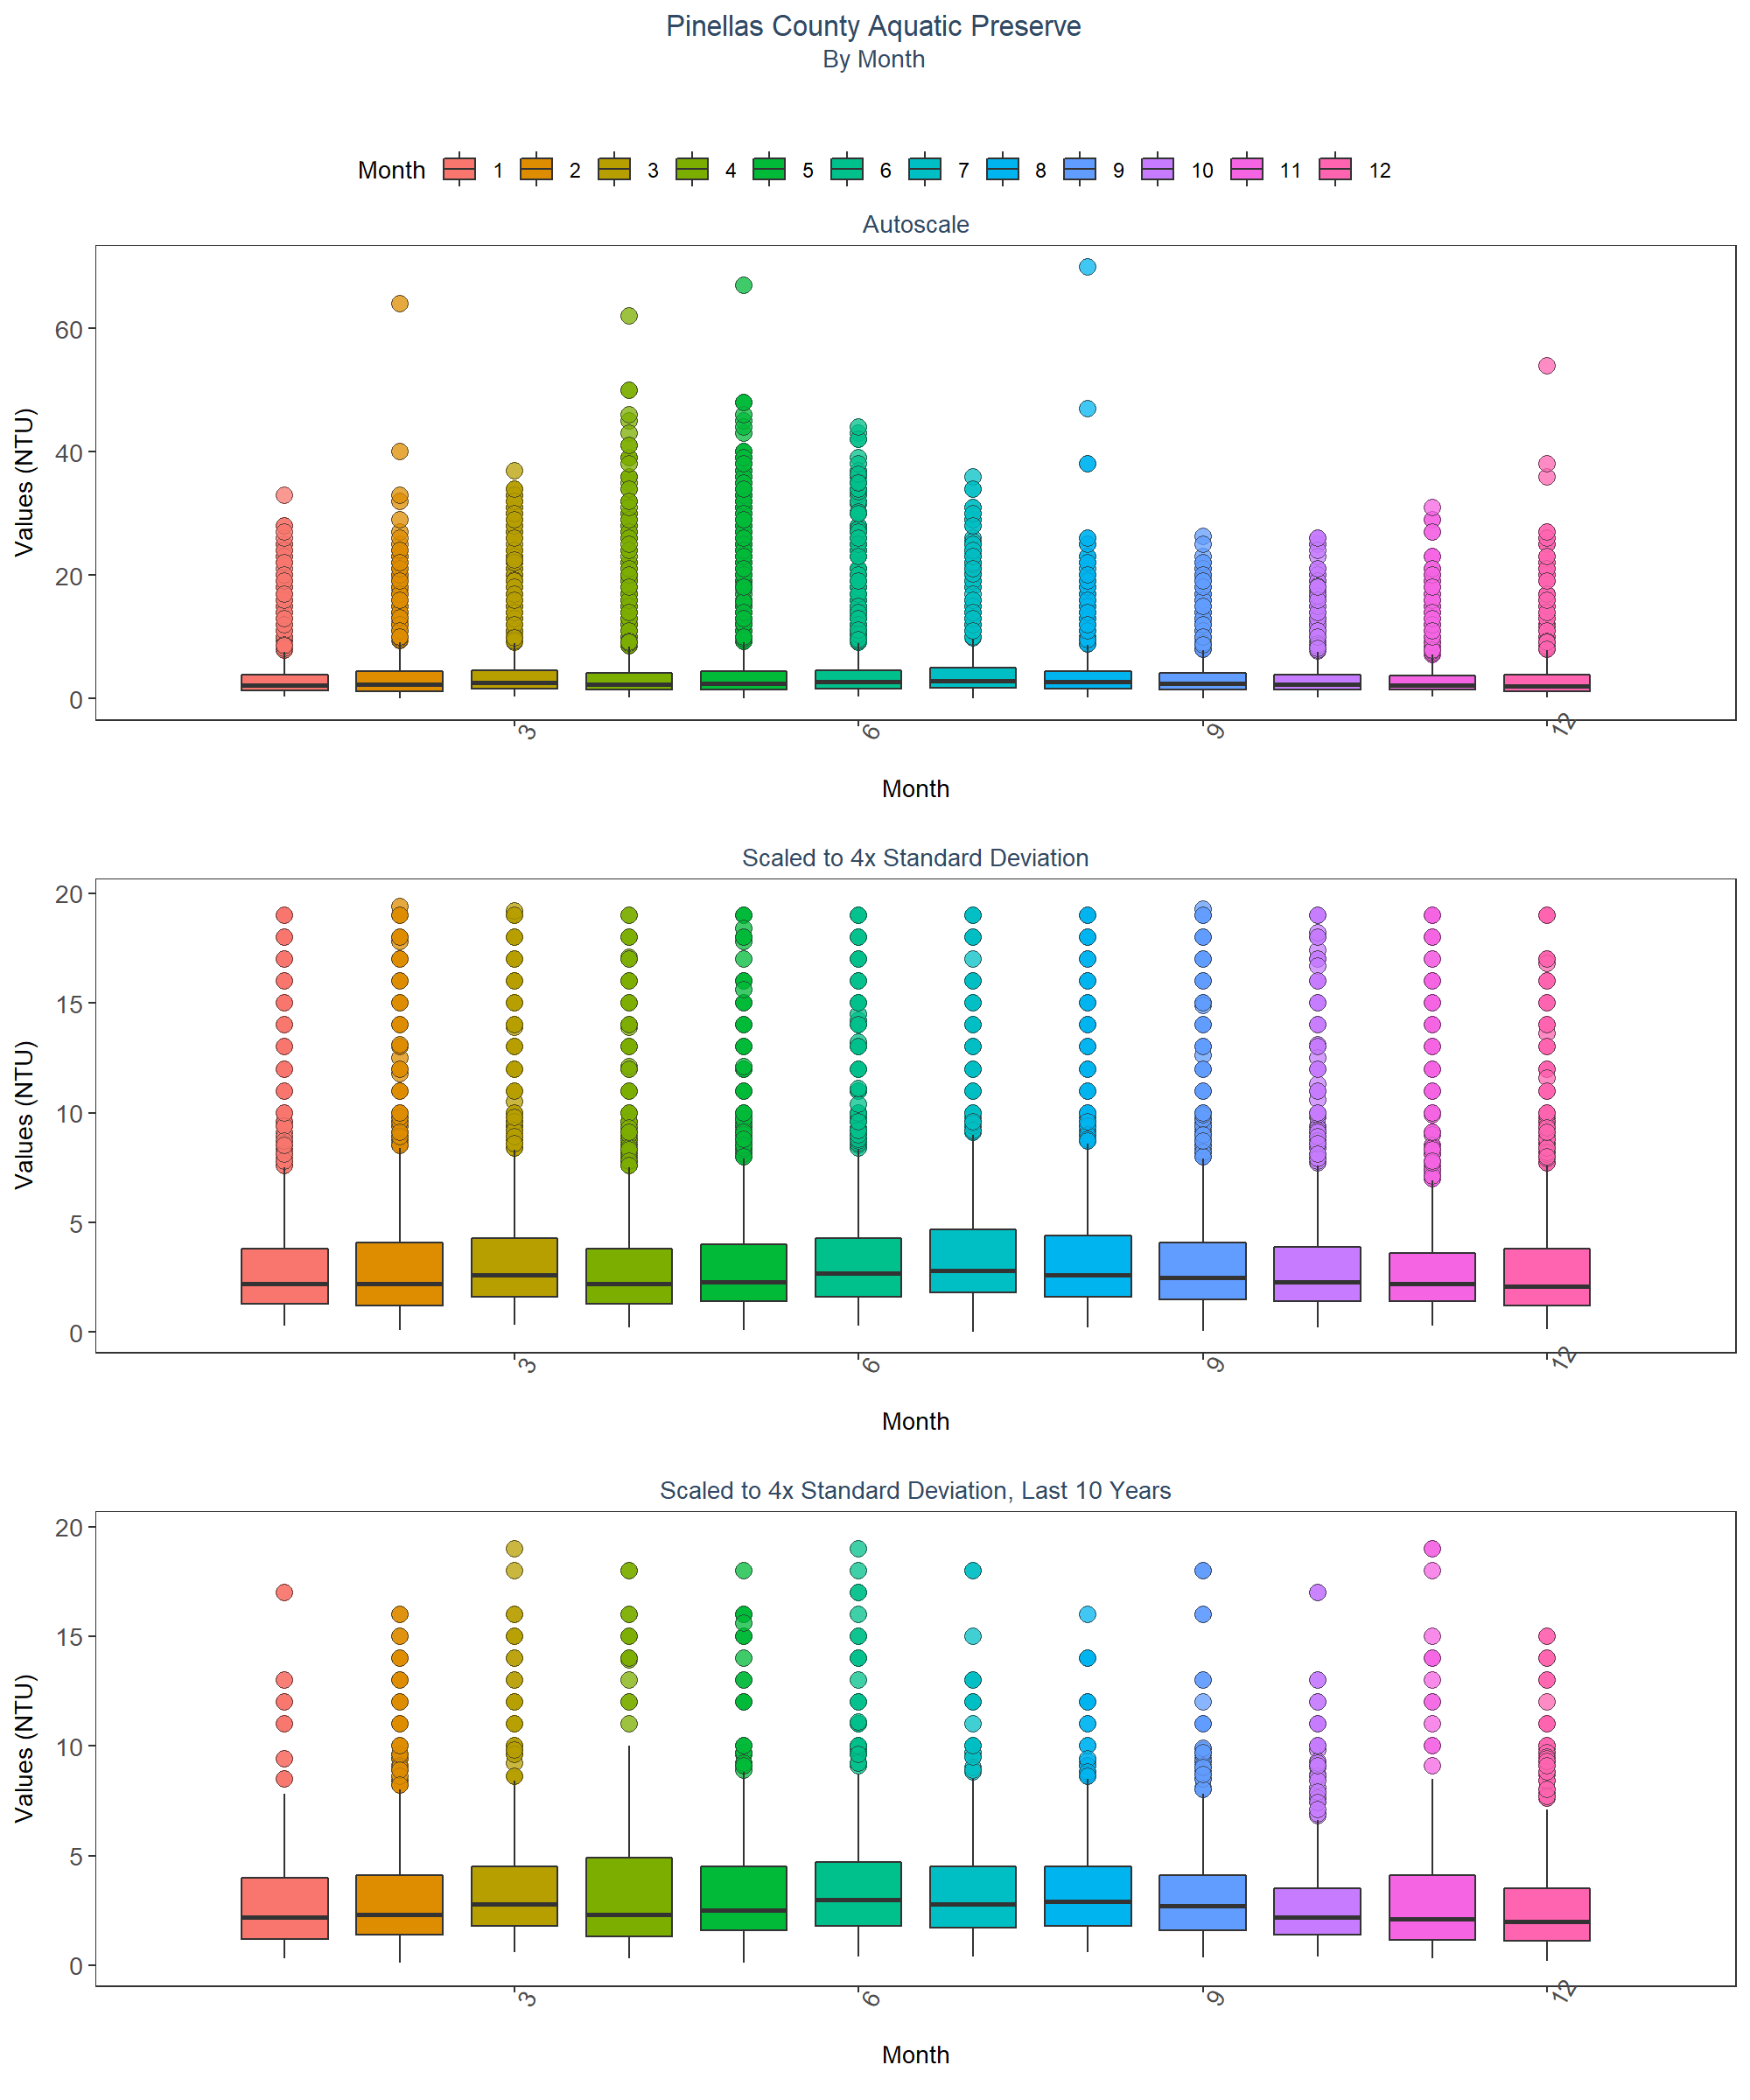 Pinellas County Aquatic Preserve
By Month
Month 1 2 3 4 5 6 7 8 9 10 11 12
Autoscale
Values (NTU)
60
40
20
0
3 6 9 12
Month
Scaled to 4x Standard Deviation
Values (NTU)
20
15
10
5
0
3 6 9 12
Month
Scaled to 4x Standard Deviation, Last 10 Years
Values (NTU)
20
15
10
5
0
3 6 9 12
Month